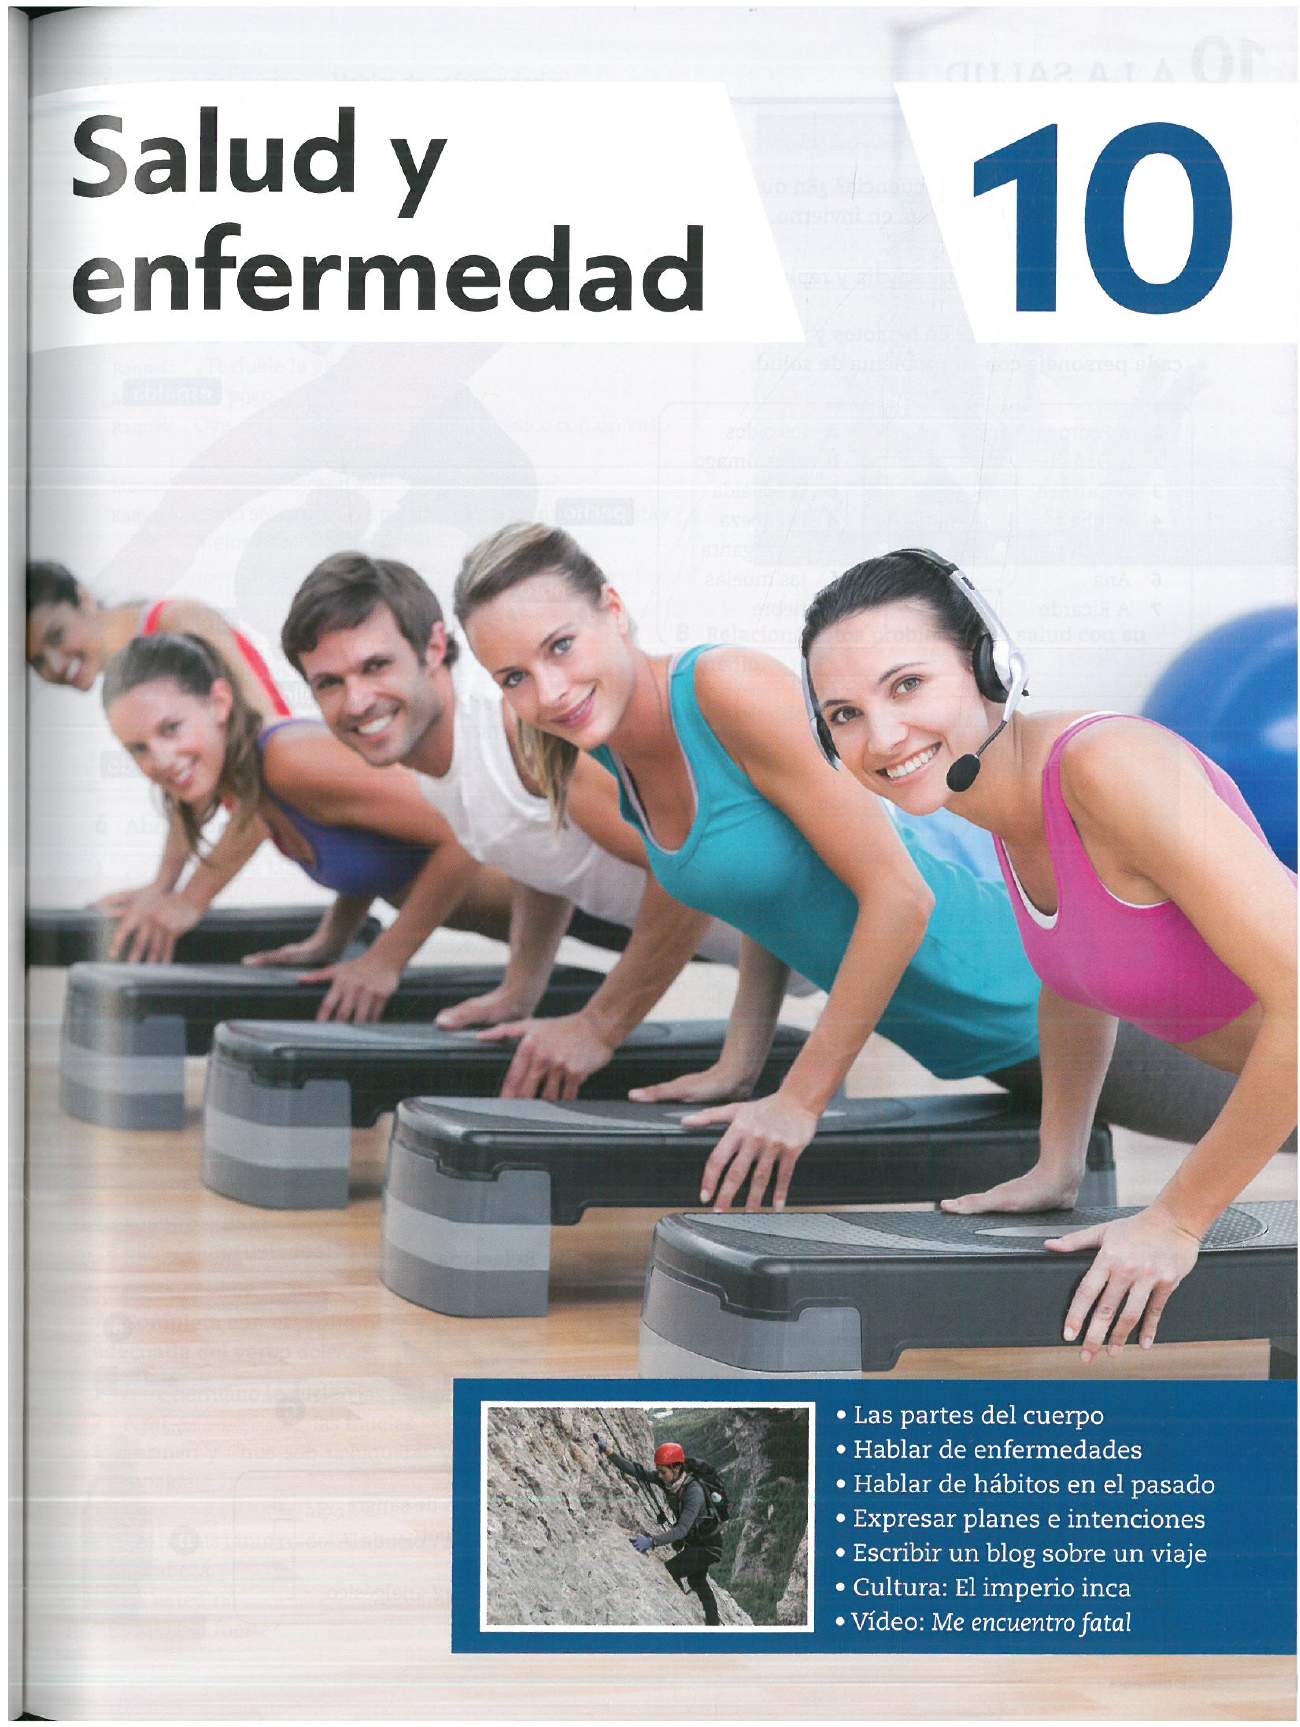 Salud y
enfermedad
10
• Las partes del cuerpo
• Hablar de enfermedades
• Hablar de hábitos en el pasado
• Expresar planes e intenciones
• Escribir un blog sobre un viaje
• Cultura: El imperio inca
• Vídeo: Me encuentro fatal